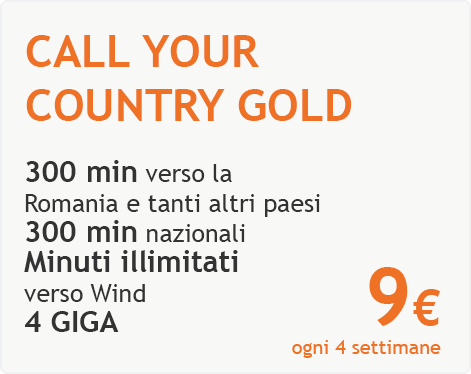 CALL YOUR
COUNTRY GOLD
300 min verso la
Romania e tanti altri paesi
300 min nazionali
Minuti illimitati
verso Wind
4 GIGA
9€
ogni 4 settimane